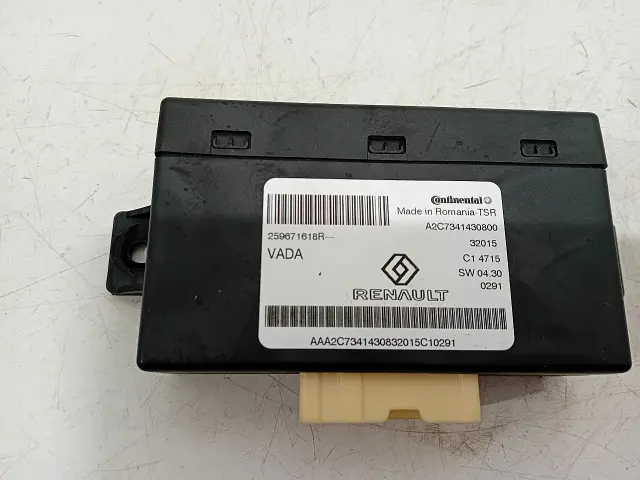 Continental
Made in Romania-TSR
A2C7341430800
259671618R—
32015
VADA
C1 4715
SW 04.30
0291
RENAULT
AAA2C7341430832015C10291